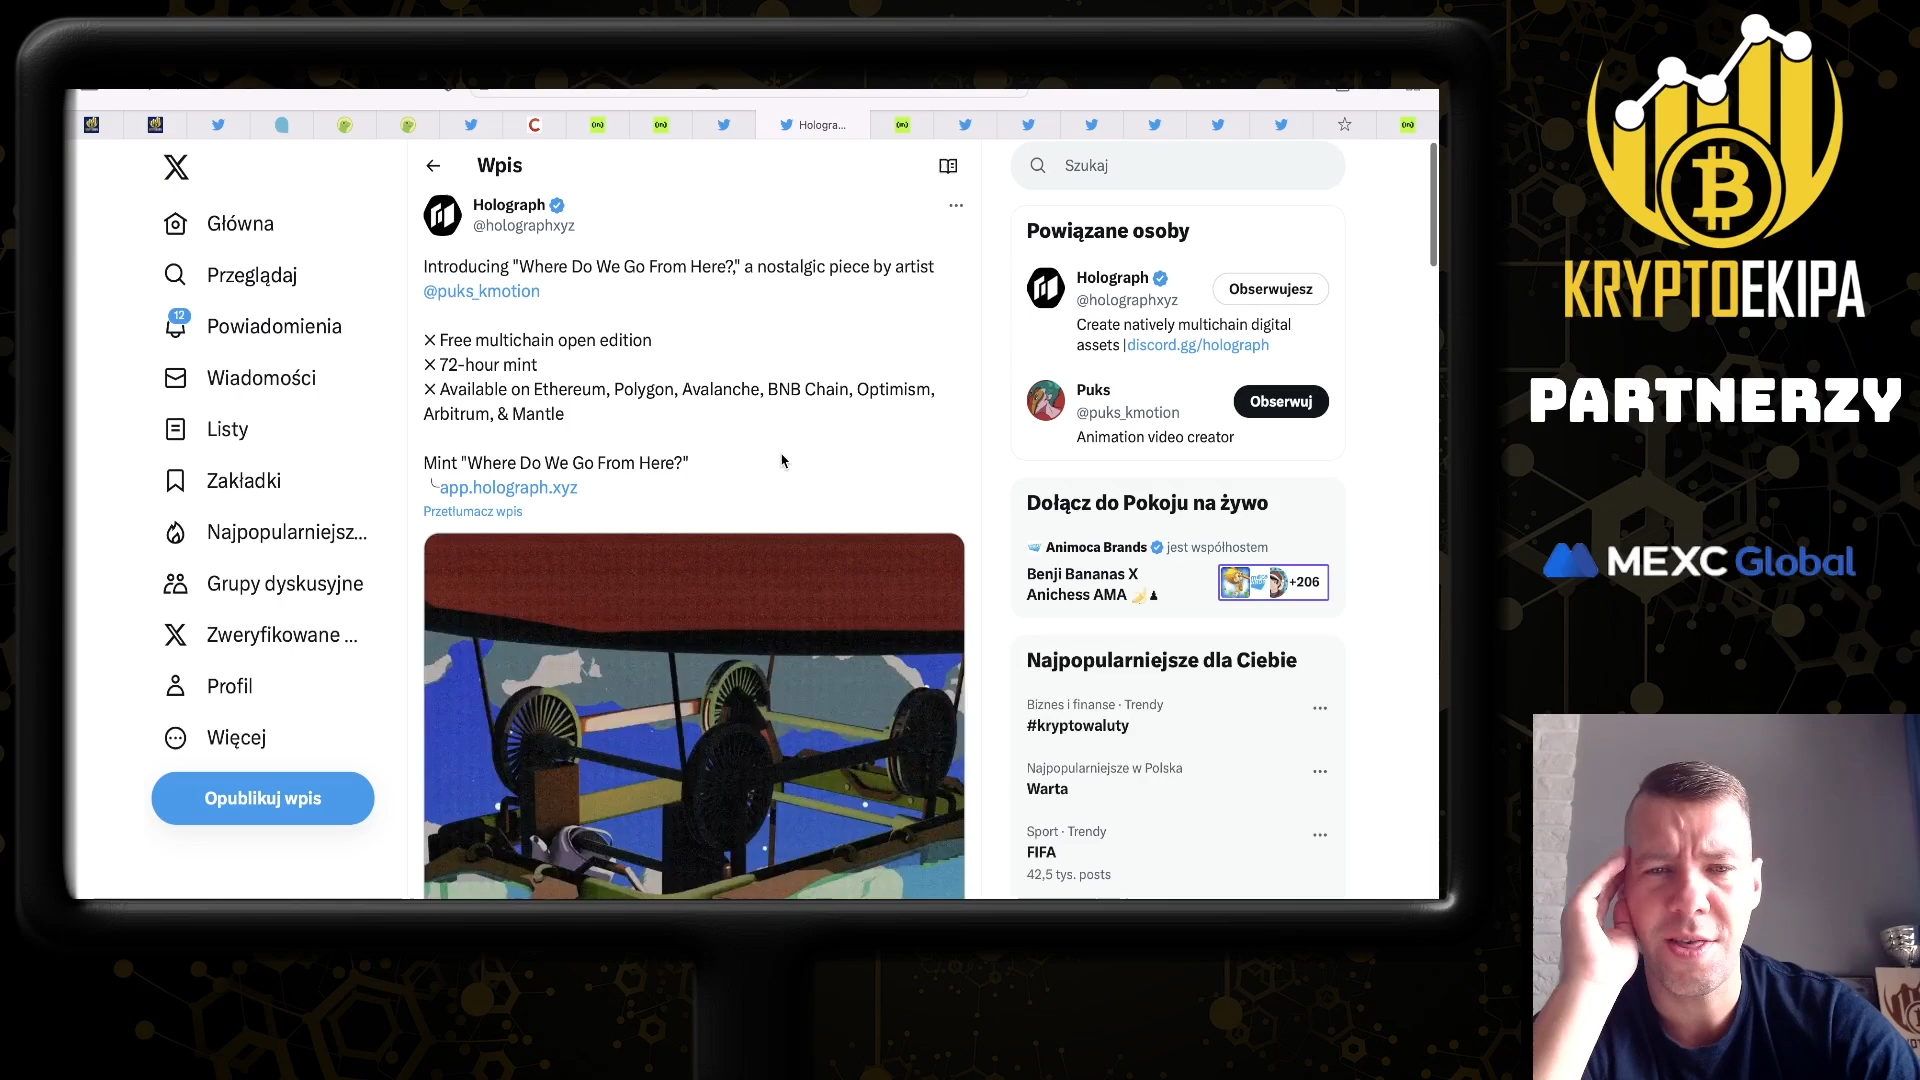 Hologra...
Główna
Przeglądaj
12
Powiadomienia
Wiadomości
Listy
Zakładki
Najpopularniejsz...
Grupy dyskusyjne
Zweryfikowane ...
Profil
Więcej
Opublikuj wpis
Wpis
Holograph
@holographxyz
Introducing "Where Do We Go From Here?," a nostalgic piece by artist
@puks_kmotion
✕ Free multichain open edition
✕ 72-hour mint
✕ Available on Ethereum, Polygon, Avalanche, BNB Chain, Optimism,
Arbitrum, & Mantle
Mint "Where Do We Go From Here?"
╰app.holograph.xyz
Przetłumacz wpis
Szukaj
Powiązane osoby
Holograph
@holographxyz
Obserwujesz
Create natively multichain digital
assets |discord.gg/holograph
Puks
@puks_kmotion
Obserwuj
Animation video creator
Dołącz do Pokoju na żywo
Animoca Brands jest współhostem
Benji Bananas X
Anichess AMA 🍌♟
+206
Najpopularniejsze dla Ciebie
Biznes i finanse · Trendy
#kryptowaluty
Najpopularniejsze w Polska
Warta
Sport · Trendy
FIFA
42,5 tys. posts
KRYPTOEKIPA
PARTNERZY
MEXC Global